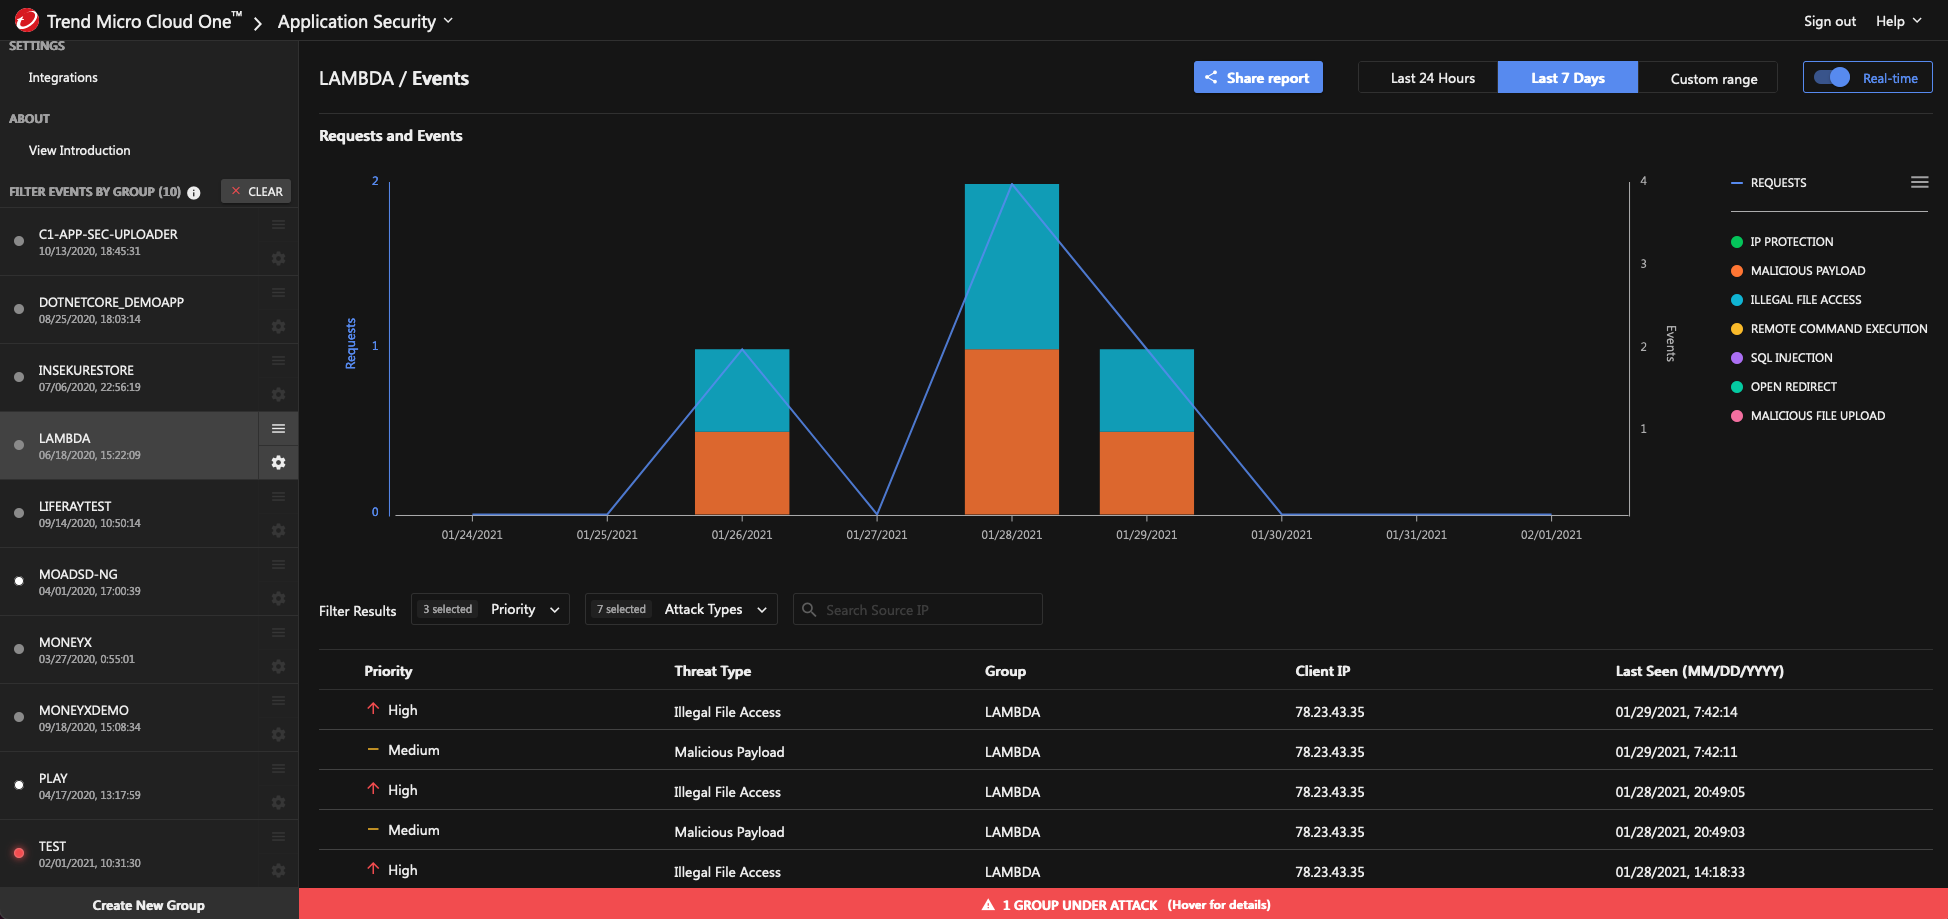 Trend Micro Cloud One™ > Application Security
Sign out Help
SETTINGS
Integrations
ABOUT
View Introduction
FILTER EVENTS BY GROUP (10) i × CLEAR
C1-APP-SEC-UPLOADER
10/13/2020, 18:45:31
DOTNETCORE_DEMOAPP
08/25/2020, 18:03:14
INSEKURESTORE
07/06/2020, 22:56:19
LAMBDA
06/18/2020, 15:22:09
LIFERAYTEST
09/14/2020, 10:50:14
MOADSD-NG
04/01/2020, 17:00:39
MONEYX
03/27/2020, 0:55:01
MONEYXDEMO
09/18/2020, 15:08:34
PLAY
04/17/2020, 13:17:59
TEST
02/01/2021, 10:31:30
Create New Group
LAMBDA / Events
Share report
Last 24 Hours Last 7 Days Custom range
Real-time
Requests and Events
2
1
0
Requests
4
3
2
1
Events
01/24/2021 01/25/2021 01/26/2021 01/27/2021 01/28/2021 01/29/2021 01/30/2021 01/31/2021 02/01/2021
REQUESTS
IP PROTECTION
MALICIOUS PAYLOAD
ILLEGAL FILE ACCESS
REMOTE COMMAND EXECUTION
SQL INJECTION
OPEN REDIRECT
MALICIOUS FILE UPLOAD
Filter Results 3 selected Priority 7 selected Attack Types Search Source IP
Priority Threat Type Group Client IP Last Seen (MM/DD/YYYY)
High Illegal File Access LAMBDA 78.23.43.35 01/29/2021, 7:42:14
Medium Malicious Payload LAMBDA 78.23.43.35 01/29/2021, 7:42:11
High Illegal File Access LAMBDA 78.23.43.35 01/28/2021, 20:49:05
Medium Malicious Payload LAMBDA 78.23.43.35 01/28/2021, 20:49:03
High Illegal File Access LAMBDA 78.23.43.35 01/28/2021, 14:18:33
1 GROUP UNDER ATTACK (Hover for details)